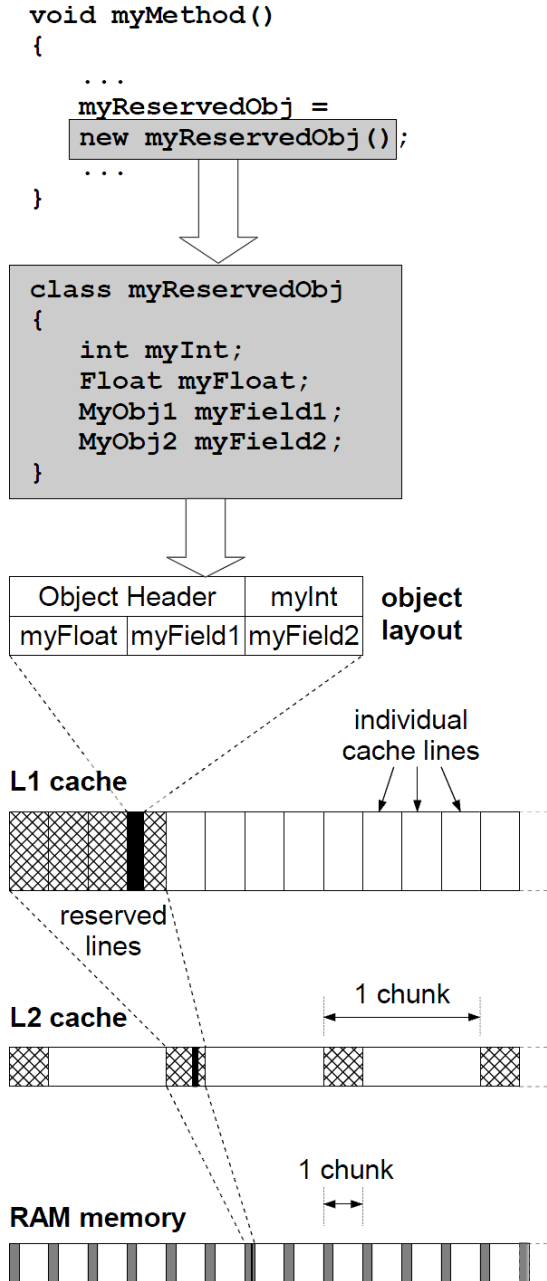 void myMethod()
{
...
myReservedObj =
new myReservedObj();
...
}
class myReservedObj
{
int myInt;
Float myFloat;
MyObj1 myField1;
MyObj2 myField2;
}
Object Header myInt
myFloat myField1 myField2
object
layout
individual
cache lines
L1 cache
reserved
lines
1 chunk
L2 cache
1 chunk
RAM memory